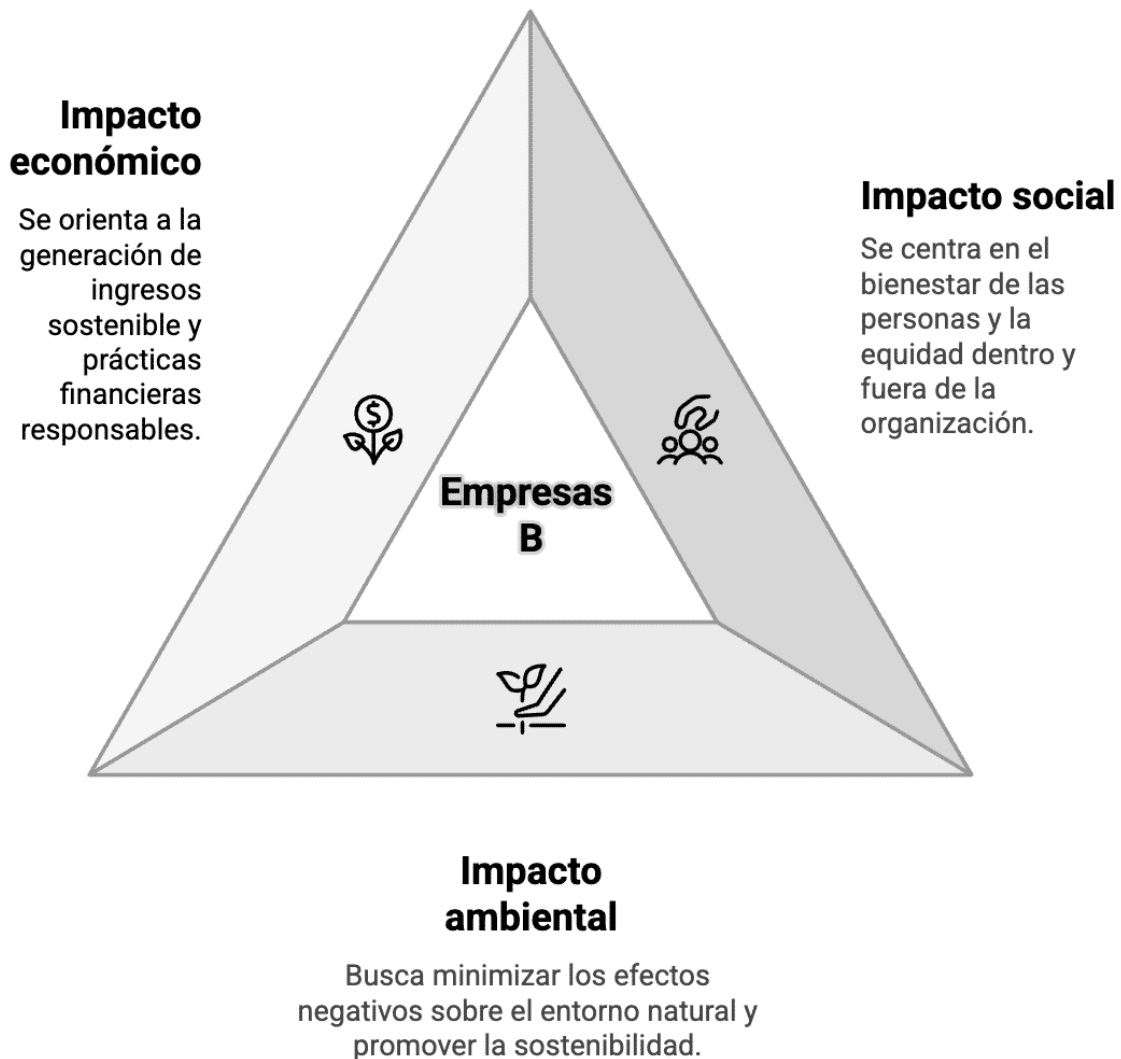 Impacto
económico
Se orienta a la
generación de
ingresos
sostenible y
prácticas
financieras
responsables.
Impacto social
Se centra en el
bienestar de las
personas y la
equidad dentro y
fuera de la
organización.
$
Empresas
B
Impacto
ambiental
Busca minimizar los efectos
negativos sobre el entorno natural y
promover la sostenibilidad.